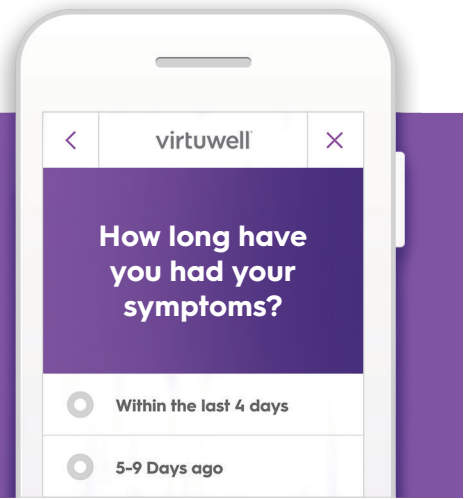 virtuwell
How long have
you had your
symptoms?
Within the last 4 days
5-9 Days ago